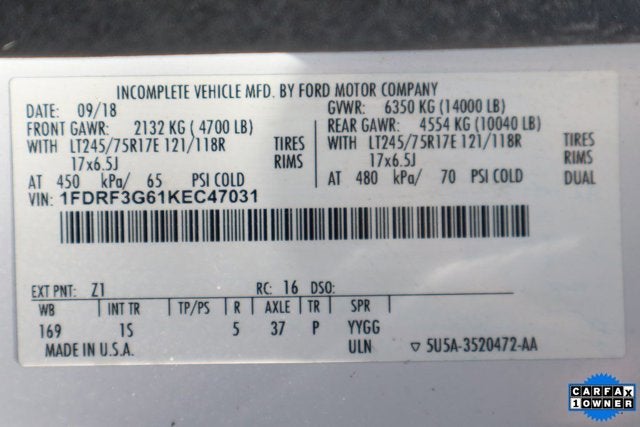 INCOMPLETE VEHICLE MFD. BY FORD MOTOR COMPANY
DATE: 09/18 GVWR: 6350 KG (14000 LB)
FRONT GAWR: 2132 KG ( 4700 LB) REAR GAWR: 4554 KG (10040 LB)
WITH LT245/75R17E 121/118R TIRES WITH LT245/75R17E 121/118R TIRES
17x6.5J RIMS 17x6.5J RIMS
AT 450 kPa/ 65 PSI COLD AT 480 kPa/ 70 PSI COLD DUAL
VIN: 1FDRF3G61KEC47031
EXT PNT: Z1 RC: 16 DSO:
WB INT TR TP/PS R AXLE TR SPR
169 1S 5 37 P YYGG
MADE IN U.S.A. ULN ▽ 5U5A-3520472-AA
CARFAX
1 OWNER